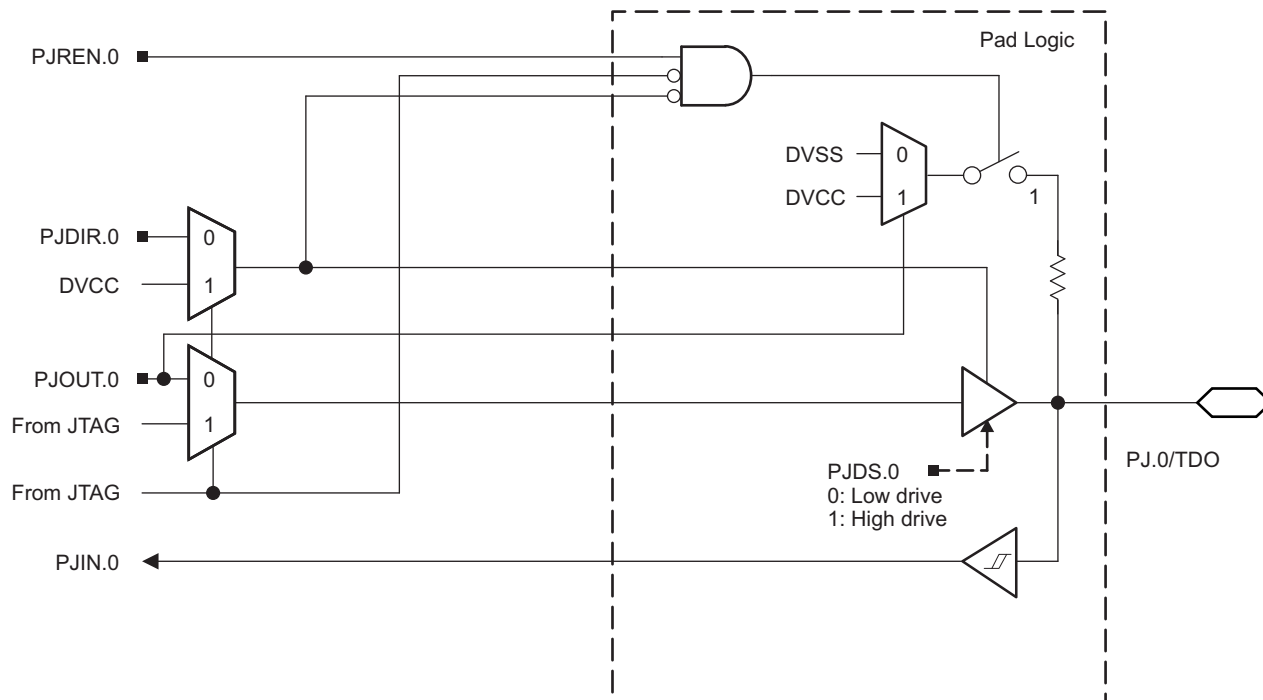 Pad Logic
PJREN.0
DVSS
0
DVCC
1
1
PJDIR.0
0
DVCC
1
PJOUT.0
0
From JTAG
1
PJDS.0
0: Low drive
1: High drive
PJ.0/TDO
From JTAG
PJIN.0